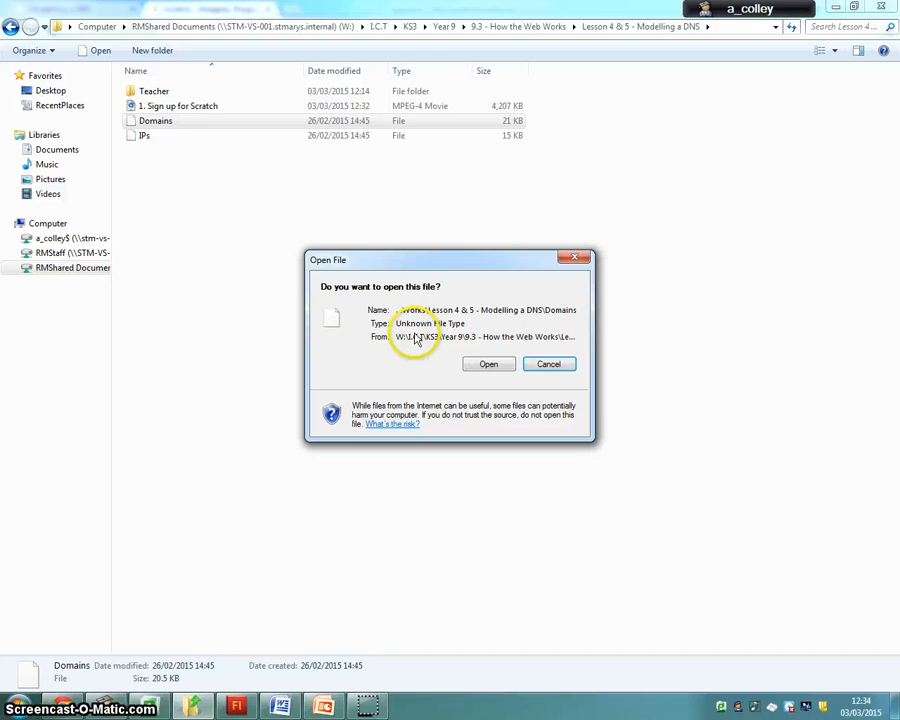 a_colley
Computer ▸ RMShared Documents (\\STM-VS-001.stmarys.internal) (W:) ▸ I.C.T ▸ KS3 ▸ Year 9 ▸ 9.3 - How the Web Works ▸ Lesson 4 & 5 - Modelling a DNS ▸
Search Lesson 4 ...
Organize Open New folder
Name Date modified Type Size
Favorites
Desktop
RecentPlaces
Libraries
Documents
Music
Pictures
Videos
Computer
a_colley$ (\\stm-vs-
RMStaff (\\STM-VS-
RMShared Documen
Teacher 03/03/2015 12:14 File folder
1. Sign up for Scratch 03/03/2015 12:32 MPEG-4 Movie 4,207 KB
Domains 26/02/2015 14:45 File 21 KB
IPs 26/02/2015 14:45 File 15 KB
Open File
Do you want to open this file?
Name: ...Works\Lesson 4 & 5 - Modelling a DNS\Domains
Type: Unknown File Type
From: W:\I.C.T\KS3\Year 9\9.3 - How the Web Works\Le...
Open Cancel
While files from the Internet can be useful, some files can potentially
harm your computer. If you do not trust the source, do not open this
file. What's the risk?
Domains Date modified: 26/02/2015 14:45 Date created: 26/02/2015 14:45
File Size: 20.5 KB
Screencast-O-Matic.com
12:34
03/03/2015